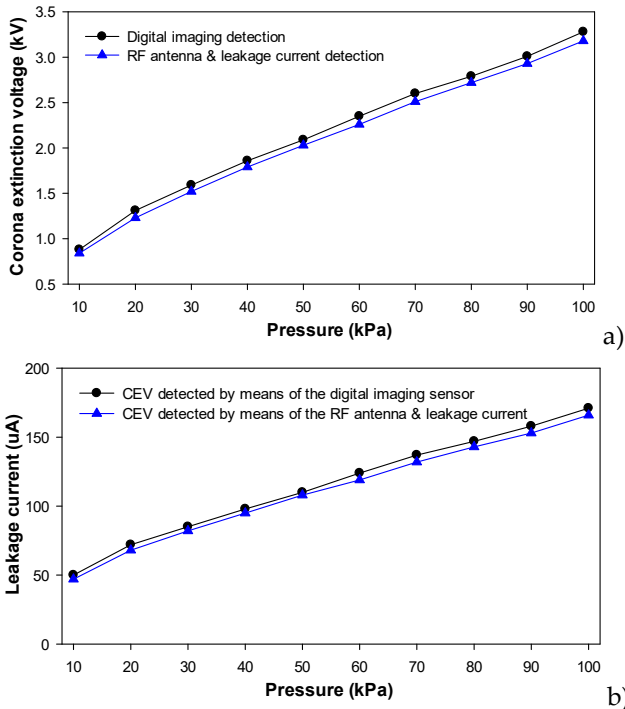 3.5
3.0
2.5
2.0
1.5
1.0
0.5
Corona extinction voltage (kV)
Digital imaging detection
RF antenna & leakage current detection
10 20 30 40 50 60 70 80 90 100
Pressure (kPa)
a)
200
150
100
50
0
Leakage current (uA)
CEV detected by means of the digital imaging sensor
CEV detected by means of the RF antenna & leakage current
10 20 30 40 50 60 70 80 90 100
Pressure (kPa)
b)